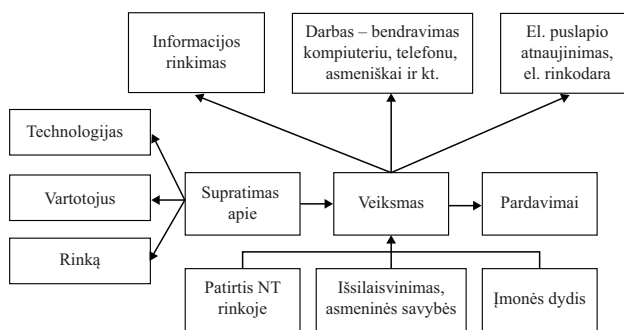 Informacijos
rinkimas
Darbas – bendravimas
kompiuteriu, telefonu,
asmeniškai ir kt.
El. puslapio
atnaujinimas,
el. rinkodara
Technologijas
Vartotojus
Rinką
Supratimas
apie
Veiksmas
Pardavimai
Patirtis NT
rinkoje
Išsilaisvinimas,
asmeninės savybės
Įmonės dydis